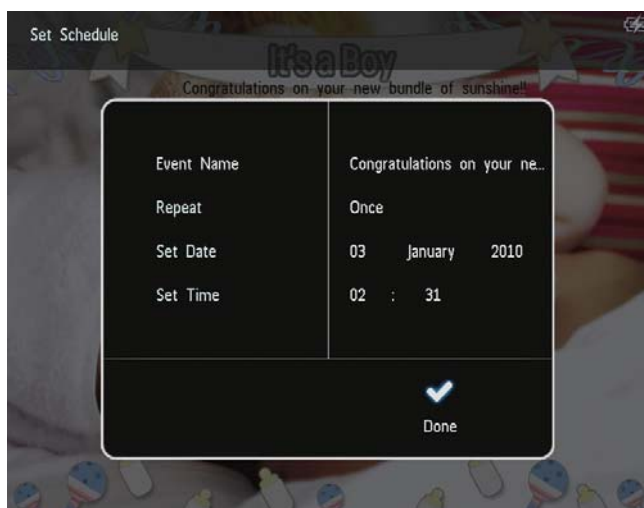 Set Schedule
It's a Boy
Congratulations on your new bundle of sunshine!!
Event Name Congratulations on your ne...
Repeat Once
Set Date 03 January 2010
Set Time 02 : 31
Done